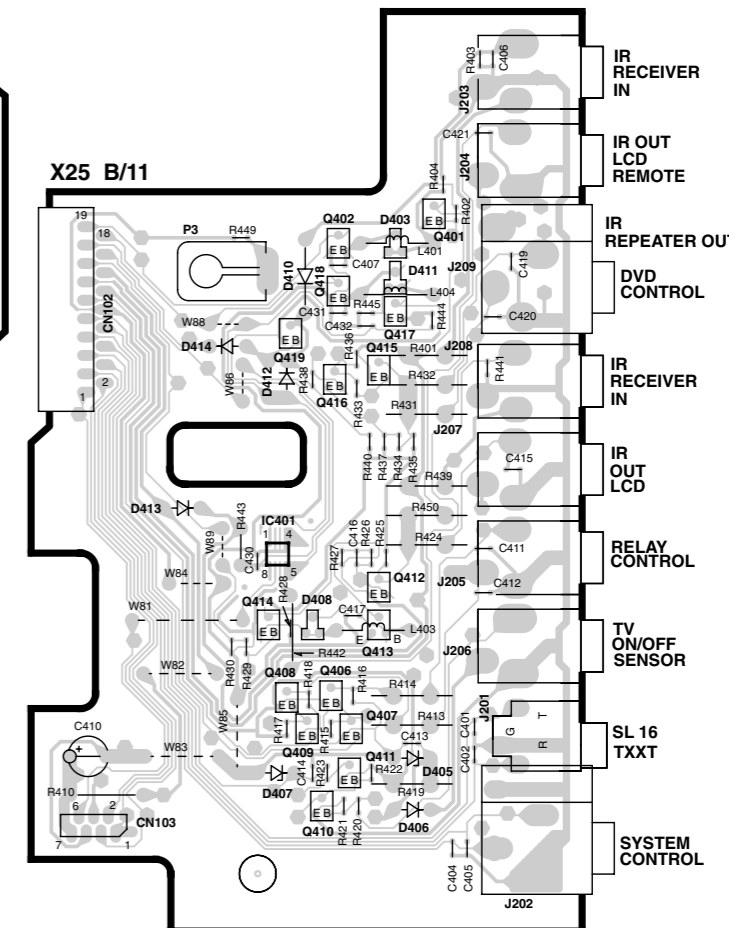 X25 B/11
IR
RECEIVER
IN
R403
C406
J203
IR OUT
LCD
REMOTE
C421
J204
R404
R402
IR
REPEATER OUT
19
18
P3
R449
Q402
D403
E B
E B
Q401
L401
C407
J209
C419
DVD
CONTROL
D410
Q418
D411
E B
L404
CN102
C431
R445
C432
E B
Q417
R444
C420
W88
D414
E B
Q419
R436
Q415
R401
J208
IR
RECEIVER
IN
W86
D412
R438
E B
Q416
E B
R433
R432
R441
2
1
R431
J207
R440
R437
R434
R435
IR
OUT
LCD
C415
R439
D413
R443
IC401
1
4
8
5
R450
W89
C430
R427
C416
R426
R425
R424
C411
RELAY
CONTROL
W84
R428
Q412
E B
J205
C412
W81
Q414
D408
E B
C417
L403
E
B
Q413
TV
ON/OFF
SENSOR
R430
R429
R442
J206
W82
Q408
R418
Q406
R416
R414
E B
E B
J201
W85
R417
E B
R415
E B
Q407
R413
C401
G
T
R
SL 16
TXXT
C410
+
W83
Q409
C413
Q411
C402
D407
C414
R423
E B
R422
D405
R410
6
2
CN103
7
1
R419
E B
Q410
R421
R420
D406
SYSTEM
CONTROL
C404
C405
J202